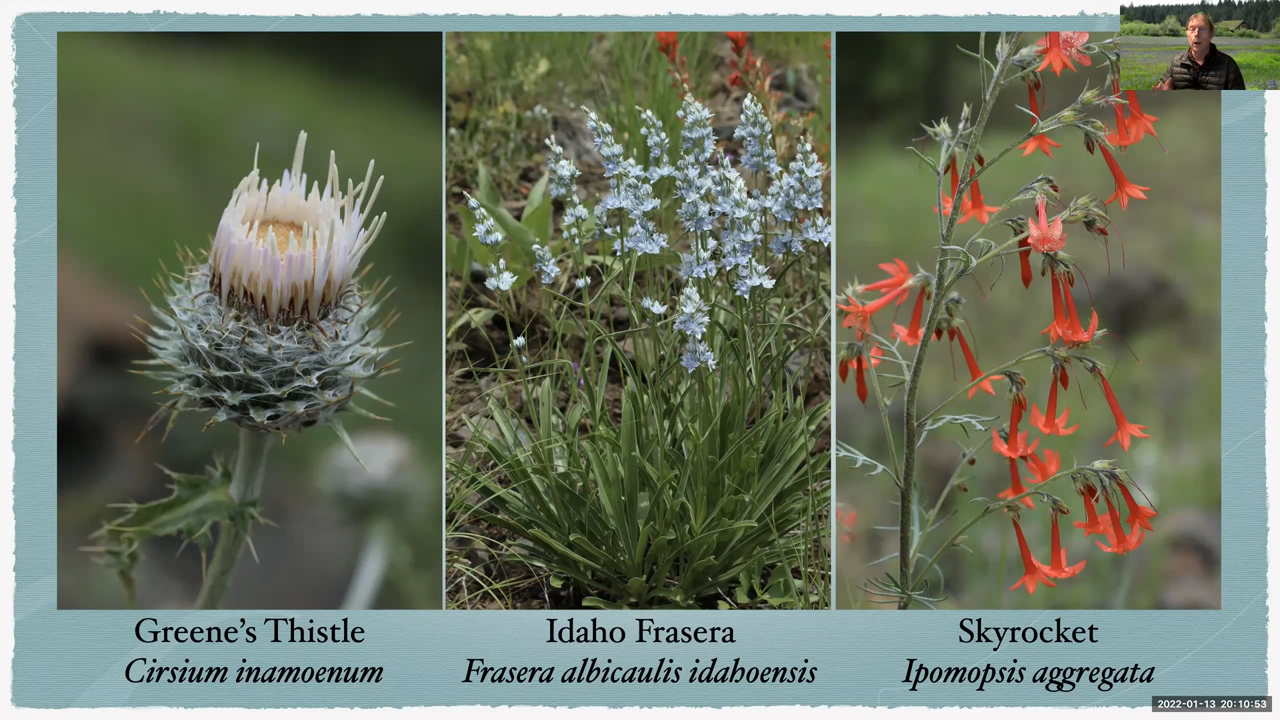 Greene’s Thistle
Cirsium inamoenum
Idaho Frasera
Frasera albicaulis idahoensis
Skyrocket
Ipomopsis aggregata
2022-01-13 20:10:53